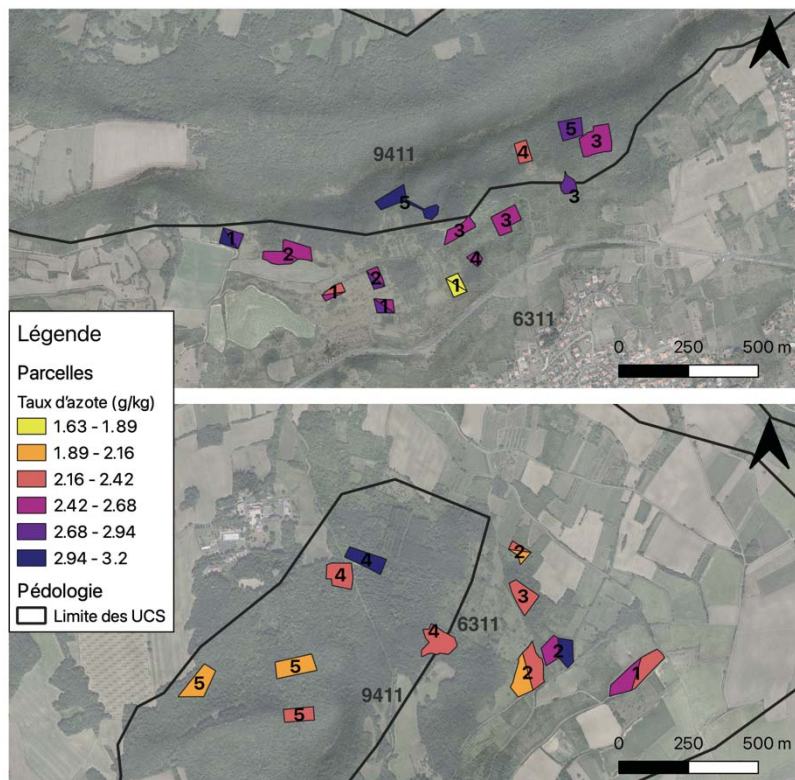 5
3
4
9411
3
5
3
3
1
2
4
2
1
1
1
6311
0 250 500 m
Légende
Parcelles
Taux d'azote (g/kg)
1.63 - 1.89
1.89 - 2.16
2.16 - 2.42
2.42 - 2.68
2.68 - 2.94
2.94 - 3.2
Pédologie
Limite des UCS
2
4
4
3
6311
4
2
5
2
1
5
9411
5
0 250 500 m